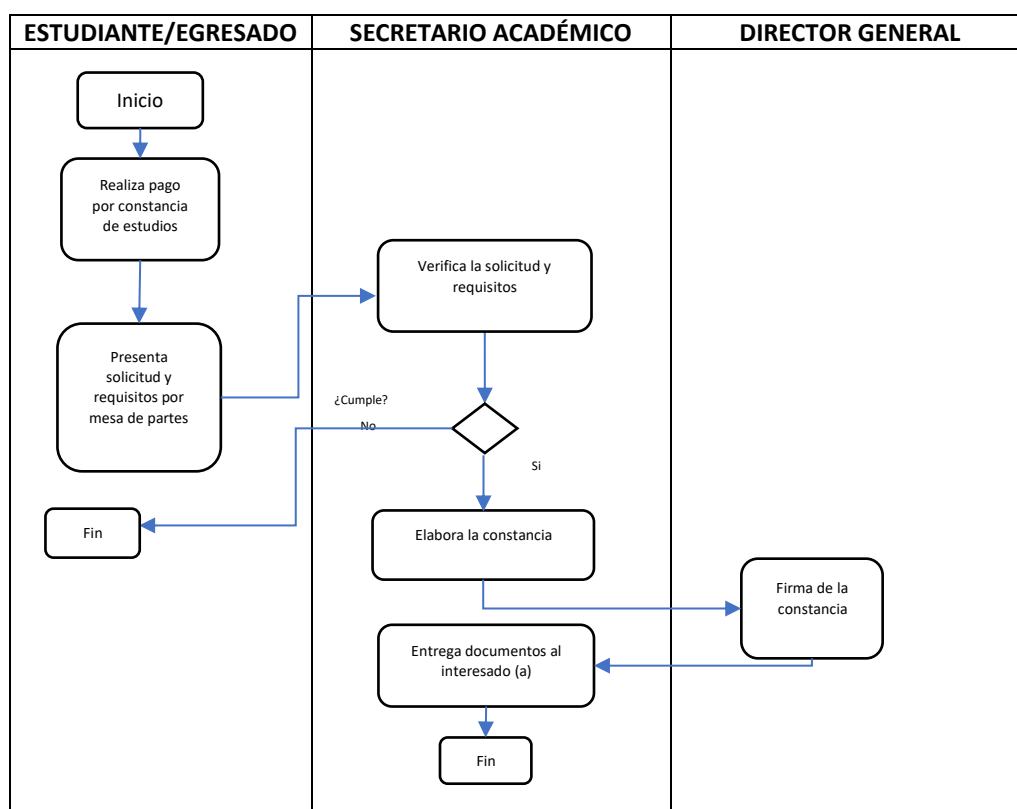 ESTUDIANTE/EGRESADO
SECRETARIO ACADÉMICO
DIRECTOR GENERAL
Inicio
Realiza pago
por constancia
de estudios
Presenta
solicitud y
requisitos por
mesa de partes
Verifica la solicitud y
requisitos
¿Cumple?
No
Si
Fin
Elabora la constancia
Firma de la
constancia
Entrega documentos al
interesado (a)
Fin